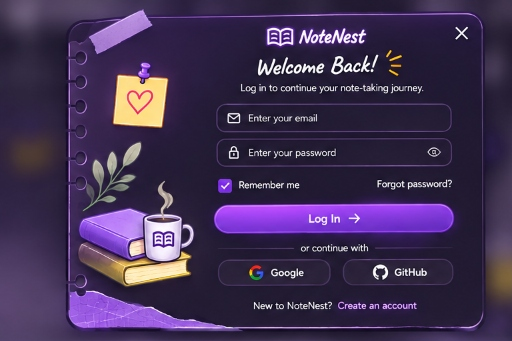 NoteNest
Welcome Back!
Log in to continue your note-taking journey.
Enter your email
Enter your password
Remember me
Forgot password?
Log In →
or continue with
Google
GitHub
New to NoteNest? Create an account